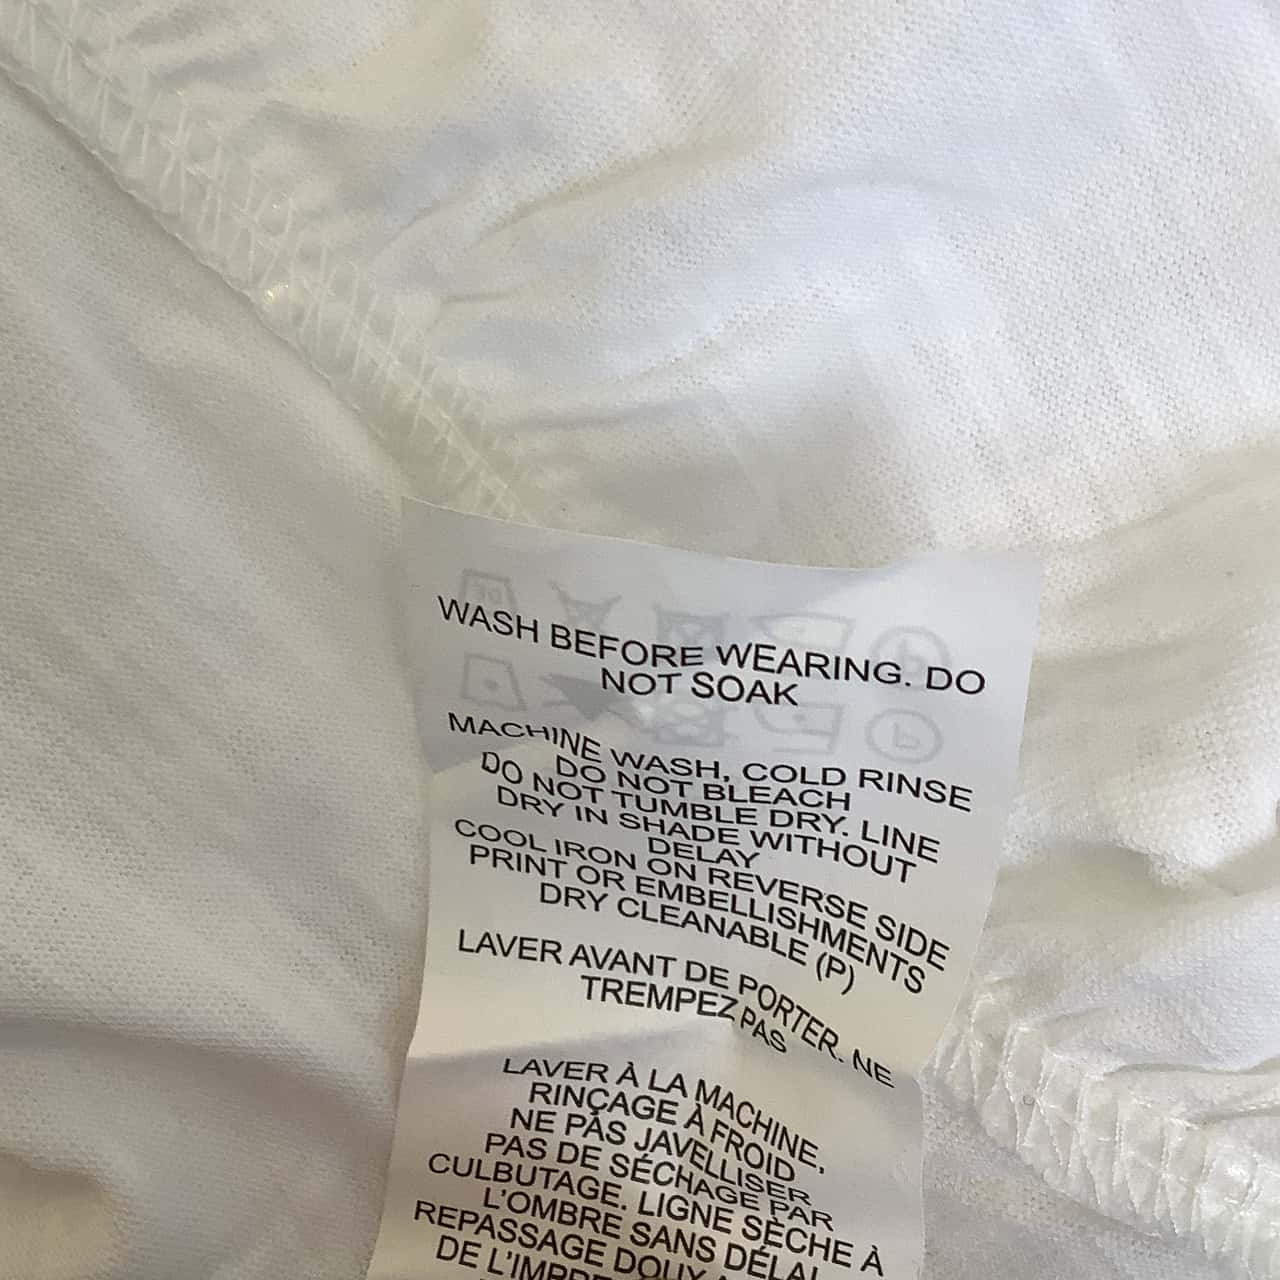 WASH BEFORE WEARING. DO
NOT SOAK
MACHINE WASH, COLD RINSE
DO NOT BLEACH
DO NOT TUMBLE DRY. LINE
DRY IN SHADE WITHOUT
DELAY
COOL IRON ON REVERSE SIDE
PRINT OR EMBELLISHMENTS
DRY CLEANABLE (P)
LAVER AVANT DE PORTER. NE
TREMPEZ PAS
LAVER À LA MACHINE,
RINÇAGE À FROID
NE PAS JAVELLISER
PAS DE SÉCHAGE PAR
CULBUTAGE. LIGNE SÈCHE À
L'OMBRE SANS DÉLAI
REPASSAGE DOUX
DE